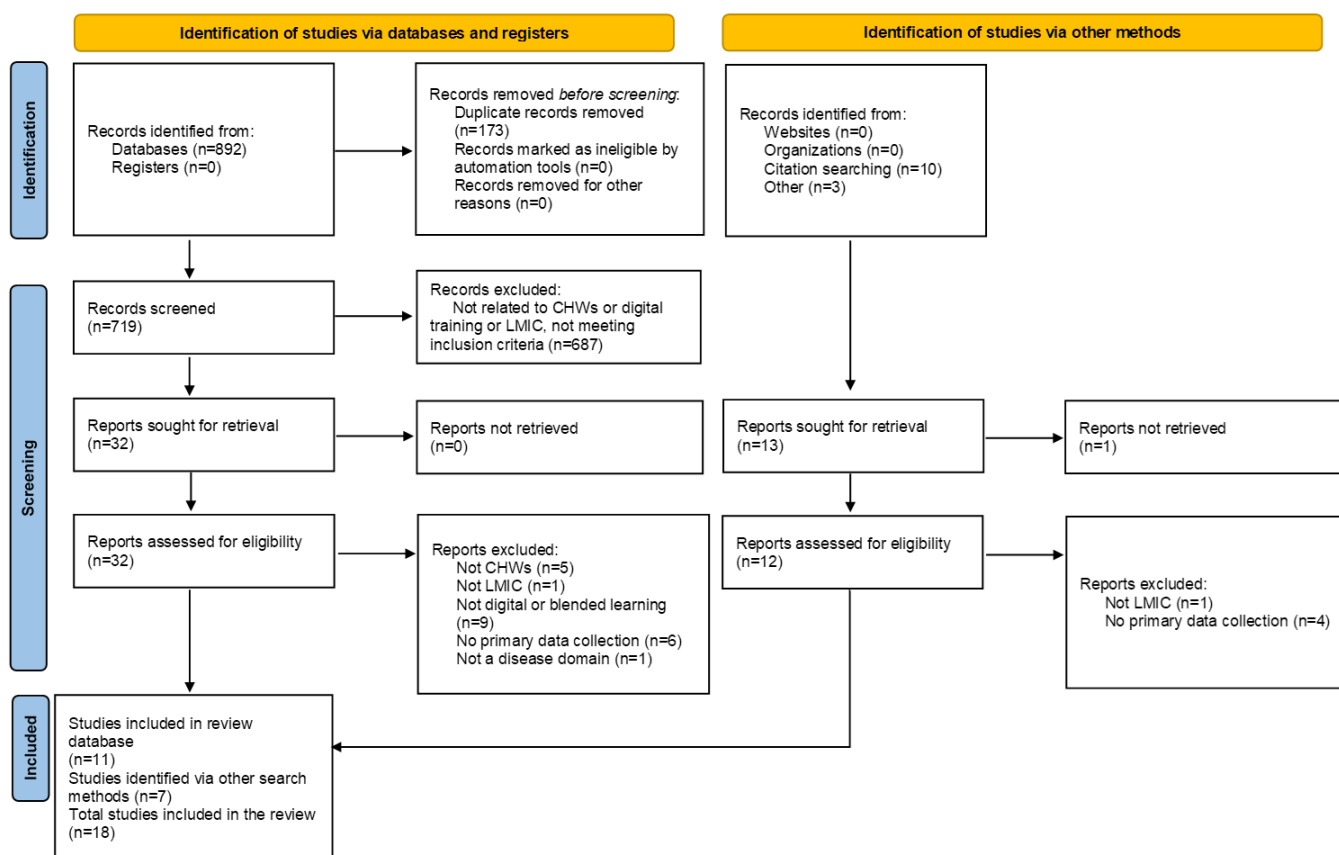 Identification of studies via databases and registers
Identification of studies via other methods
Identification
Records identified from:
Databases (n=892)
Registers (n=0)
Records removed before screening:
Duplicate records removed
(n=173)
Records marked as ineligible by
automation tools (n=0)
Records removed for other
reasons (n=0)
Records identified from:
Websites (n=0)
Organizations (n=0)
Citation searching (n=10)
Other (n=3)
Screening
Records screened
(n=719)
Records excluded:
Not related to CHWs or digital
training or LMIC, not meeting
inclusion criteria (n=687)
Reports sought for retrieval
(n=32)
Reports not retrieved
(n=0)
Reports sought for retrieval
(n=13)
Reports not retrieved
(n=1)
Reports assessed for eligibility
(n=32)
Reports excluded:
Not CHWs (n=5)
Not LMIC (n=1)
Not digital or blended learning
(n=9)
No primary data collection (n=6)
Not a disease domain (n=1)
Reports assessed for eligibility
(n=12)
Reports excluded:
Not LMIC (n=1)
No primary data collection (n=4)
Included
Studies included in review
database
(n=11)
Studies identified via other search
methods (n=7)
Total studies included in the review
(n=18)